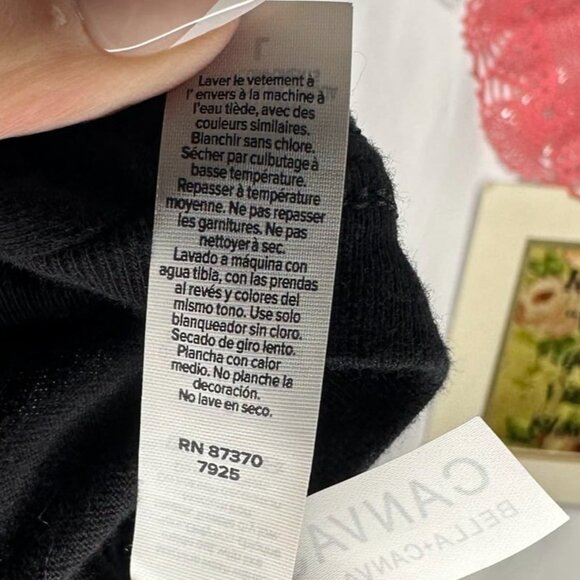 Laver le vetement à
l' envers à la machine à
l'eau tiède, avec des
couleurs similaires.
Blanchir sans chlore.
Sécher par culbutage à
basse température.
Repasser à température
moyenne. Ne pas repasser
les garnitures. Ne pas
nettoyer à sec.
Lavado a máquina con
agua tibia, con las prendas
al revés y colores del
mismo tono. Use solo
blanqueador sin cloro.
Secado de giro lento.
Plancha con calor
medio. No planche la
decoración.
No lave en seco.
RN 87370
7925
CANVA
BELLA+CANVA